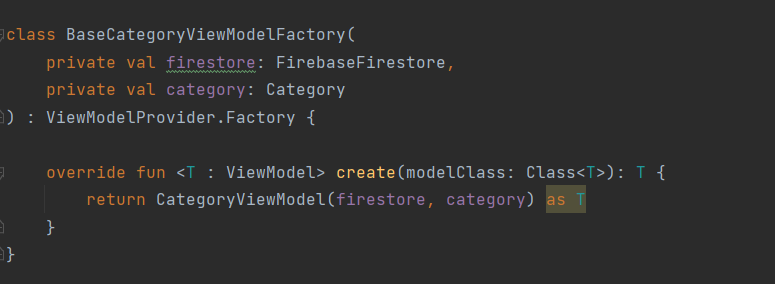 class BaseCategoryViewModelFactory(
    private val firestore: FirebaseFirestore,
    private val category: Category
) : ViewModelProvider.Factory {
    override fun <T : ViewModel> create(modelClass: Class<T>): T {
        return CategoryViewModel(firestore, category) as T
    }
}